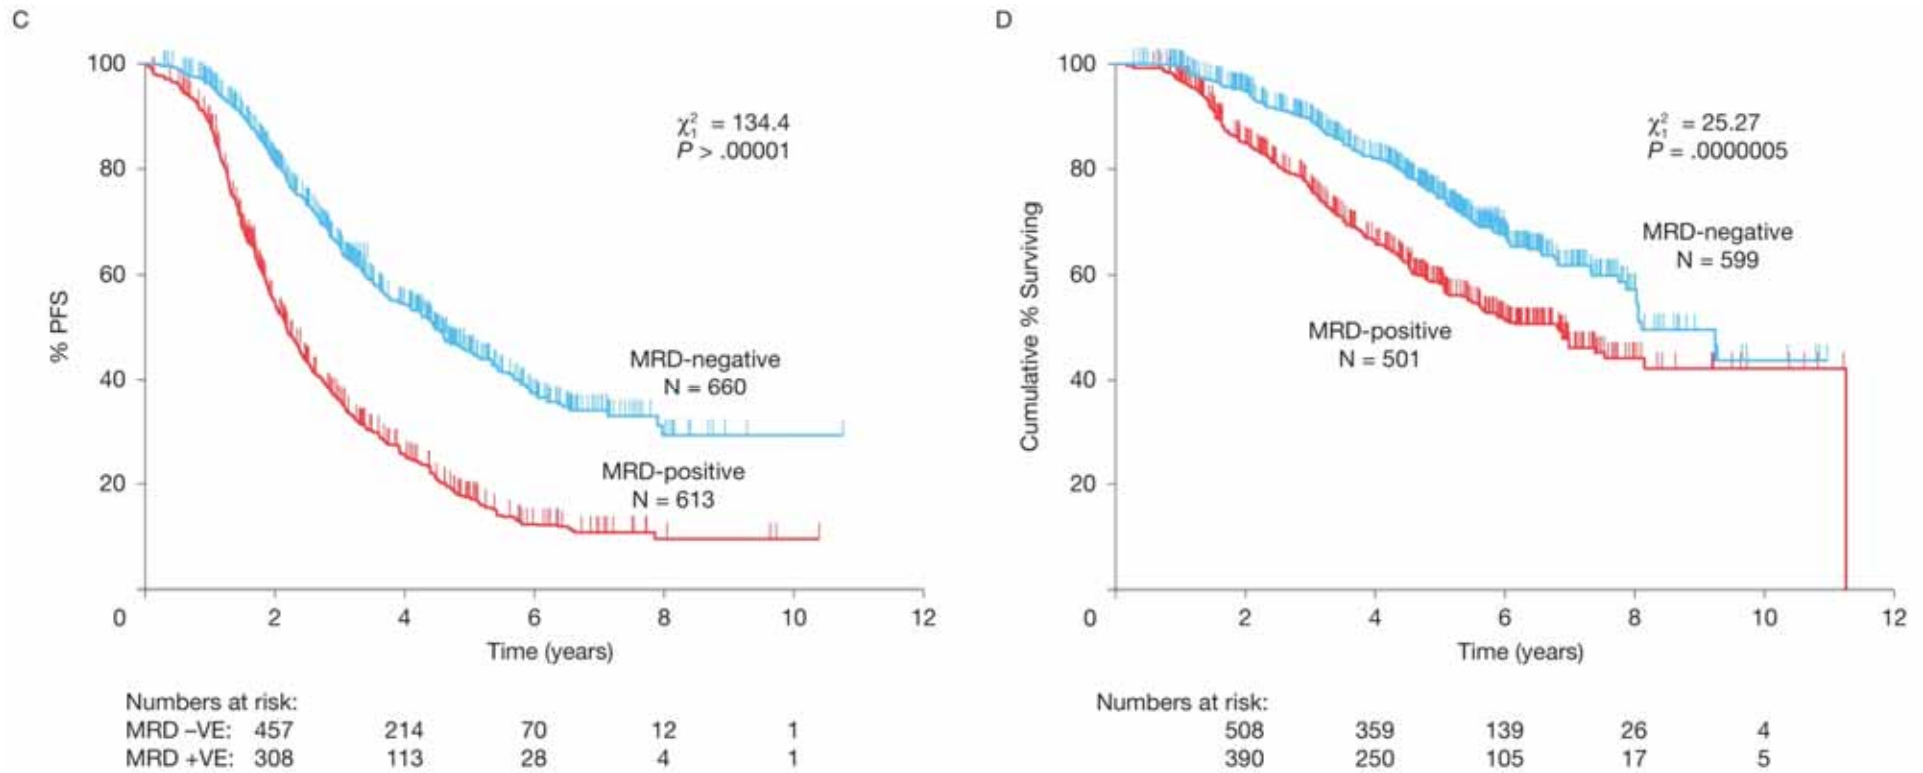 C
% PFS
100
80
60
40
20
0
2
4
6
8
10
12
Time (years)
χ²₁ = 134.4
P > .00001
MRD-negative
N = 660
MRD-positive
N = 613
Numbers at risk:
MRD –VE: 457 214 70 12 1
MRD +VE: 308 113 28 4 1
D
Cumulative % Surviving
100
80
60
40
20
0
2
4
6
8
10
12
Time (years)
χ²₁ = 25.27
P = .0000005
MRD-negative
N = 599
MRD-positive
N = 501
Numbers at risk:
508 359 139 26 4
390 250 105 17 5